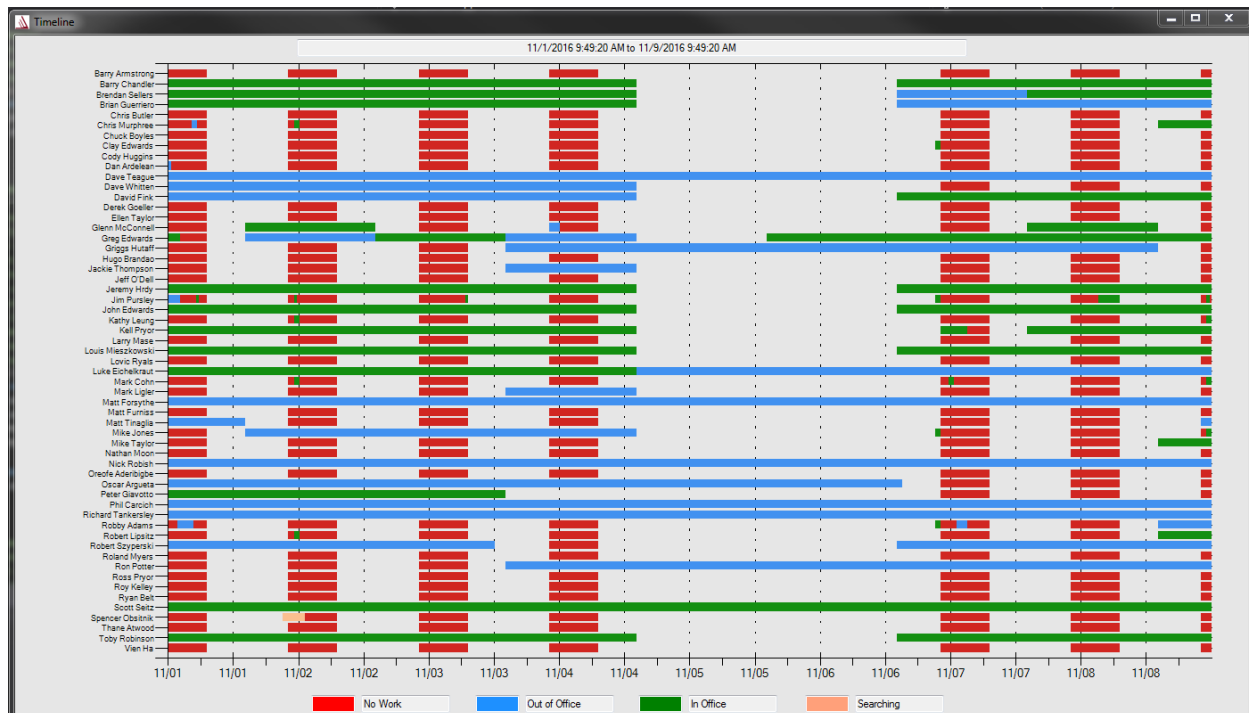 Timeline
11/1/2016 9:49:20 AM to 11/9/2016 9:49:20 AM
Barry Armstrong
Barry Chandler
Brendan Sellers
Brian Guerriero
Chris Butler
Chris Murphree
Chuck Boyles
Clay Edwards
Cody Huggins
Dan Ardelean
Dave Teague
Dave Whitten
David Fink
Derek Goeller
Ellen Taylor
Glenn McConnell
Greg Edwards
Griggs Hutaff
Hugo Brandao
Jackie Thompson
Jeff O'Dell
Jeremy Hrdy
Jim Pursley
John Edwards
Kathy Leung
Kell Pryor
Larry Mase
Louis Mieszkowski
Lovic Ryals
Luke Eichelkraut
Mark Cohn
Mark Ligler
Matt Forsythe
Matt Furniss
Matt Tinaglia
Mike Jones
Mike Taylor
Nathan Moon
Nick Robish
Oreofe Aderibigbe
Oscar Argueta
Peter Giavotto
Phil Carcich
Richard Tankersley
Robby Adams
Robert Lipsitz
Robert Szyperski
Roland Myers
Ron Potter
Ross Pryor
Roy Kelley
Ryan Belt
Scott Seitz
Spencer Obsitnik
Thane Atwood
Toby Robinson
Vien Ha
11/01 11/01 11/02 11/02 11/03 11/03 11/04 11/04 11/05 11/05 11/06 11/06 11/07 11/07 11/08 11/08
No Work Out of Office In Office Searching